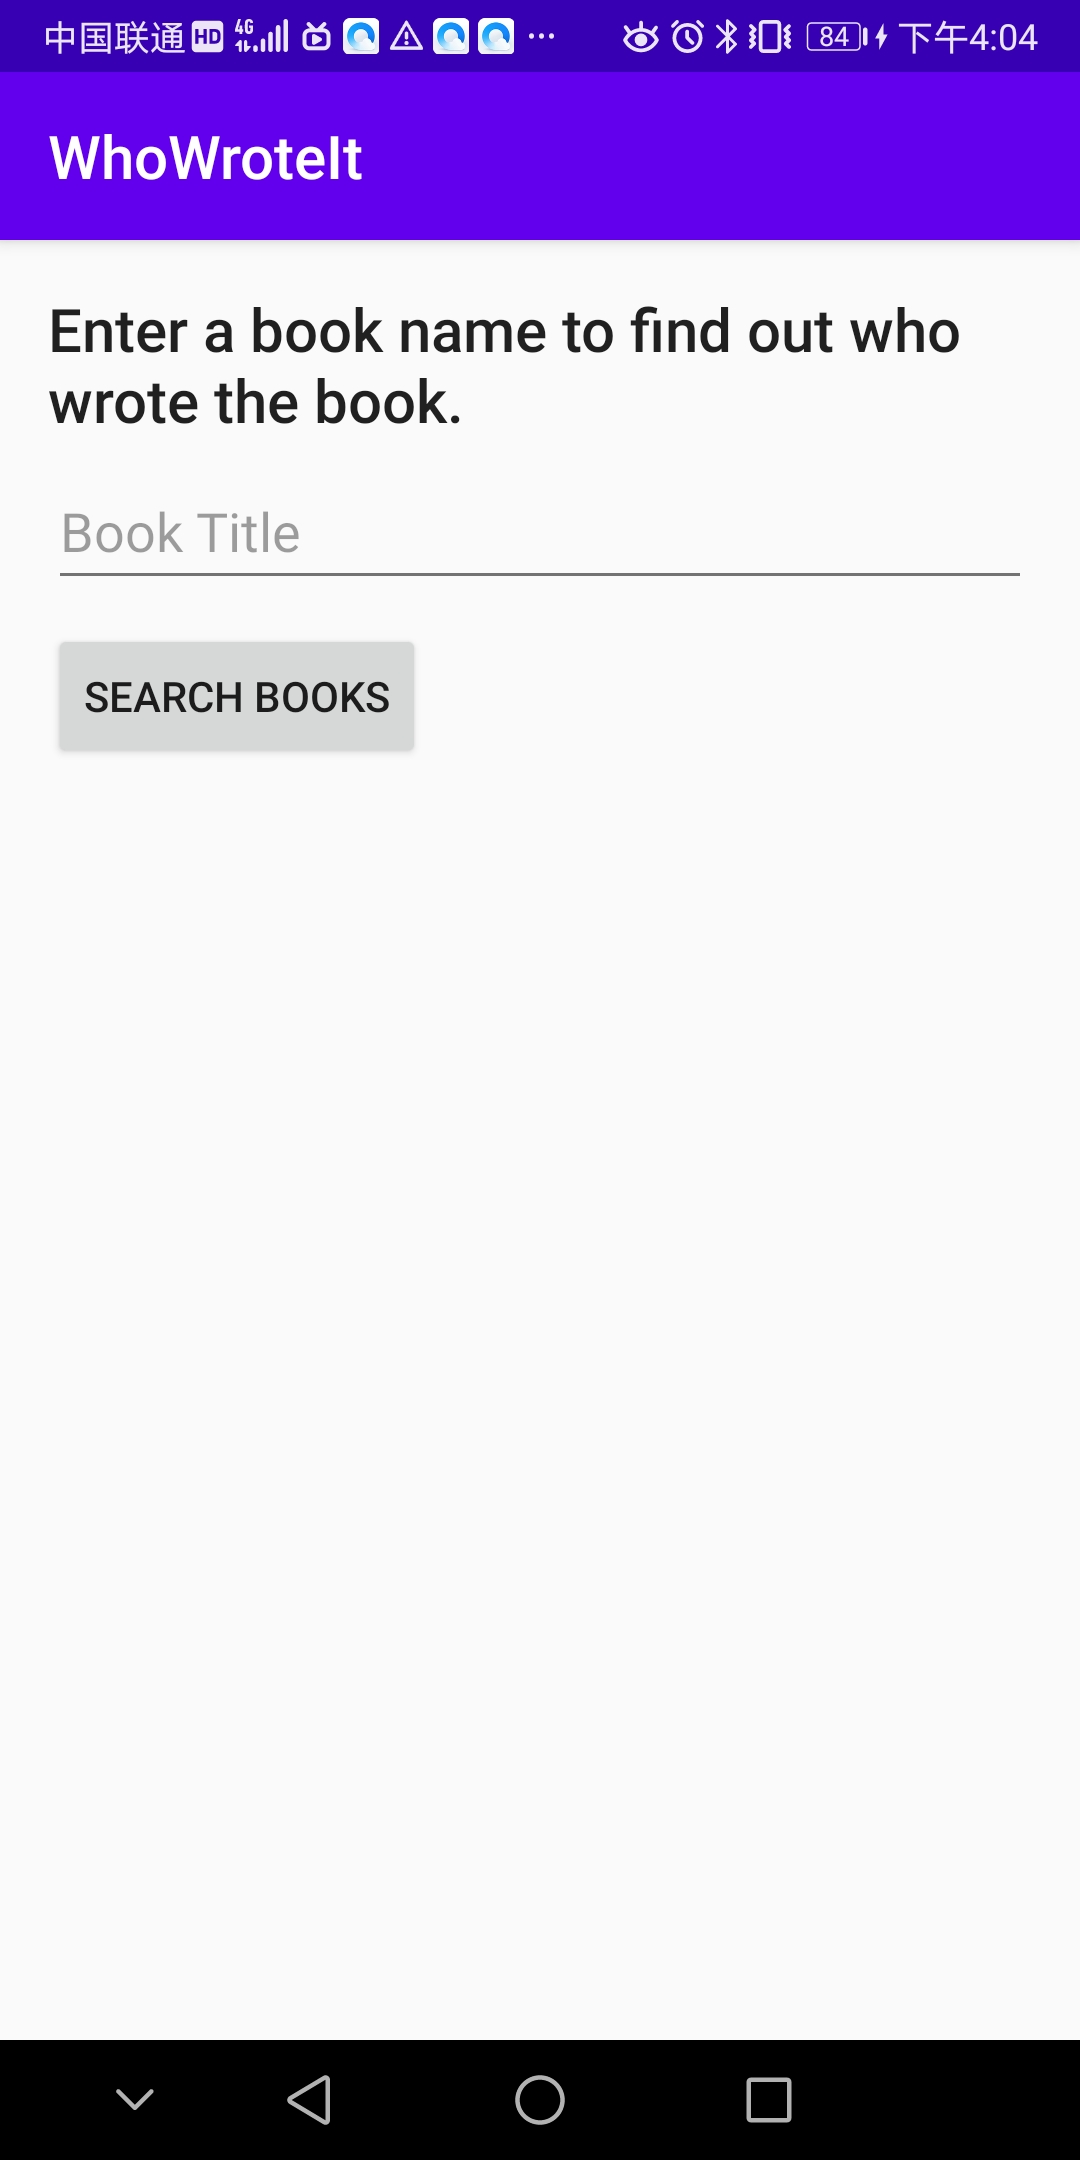 中国联通 HD 4G 84 下午4:04
WhoWroteIt
Enter a book name to find out who
wrote the book.
Book Title
SEARCH BOOKS